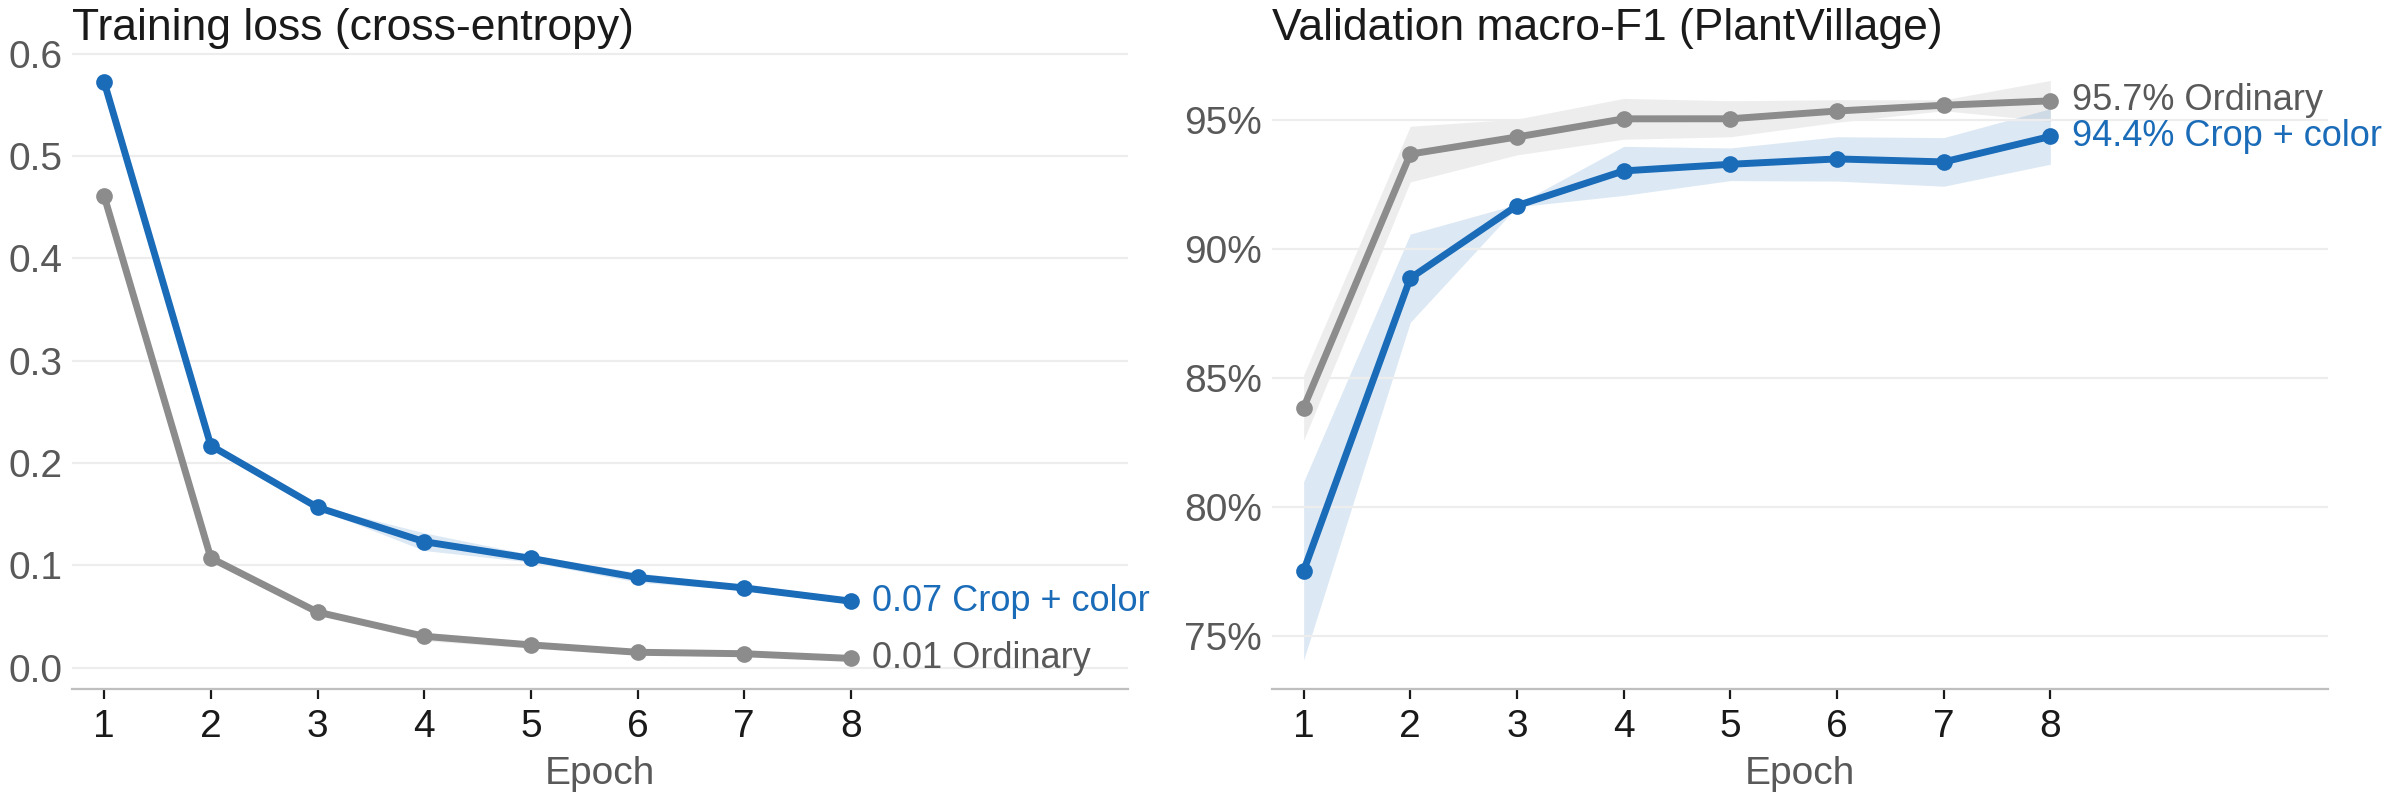 Training loss (cross-entropy)
0.6
0.5
0.4
0.3
0.2
0.1
0.0
0.07 Crop + color
0.01 Ordinary
1 2 3 4 5 6 7 8
Epoch
Validation macro-F1 (PlantVillage)
95%
90%
85%
80%
75%
95.7% Ordinary
94.4% Crop + color
1 2 3 4 5 6 7 8
Epoch